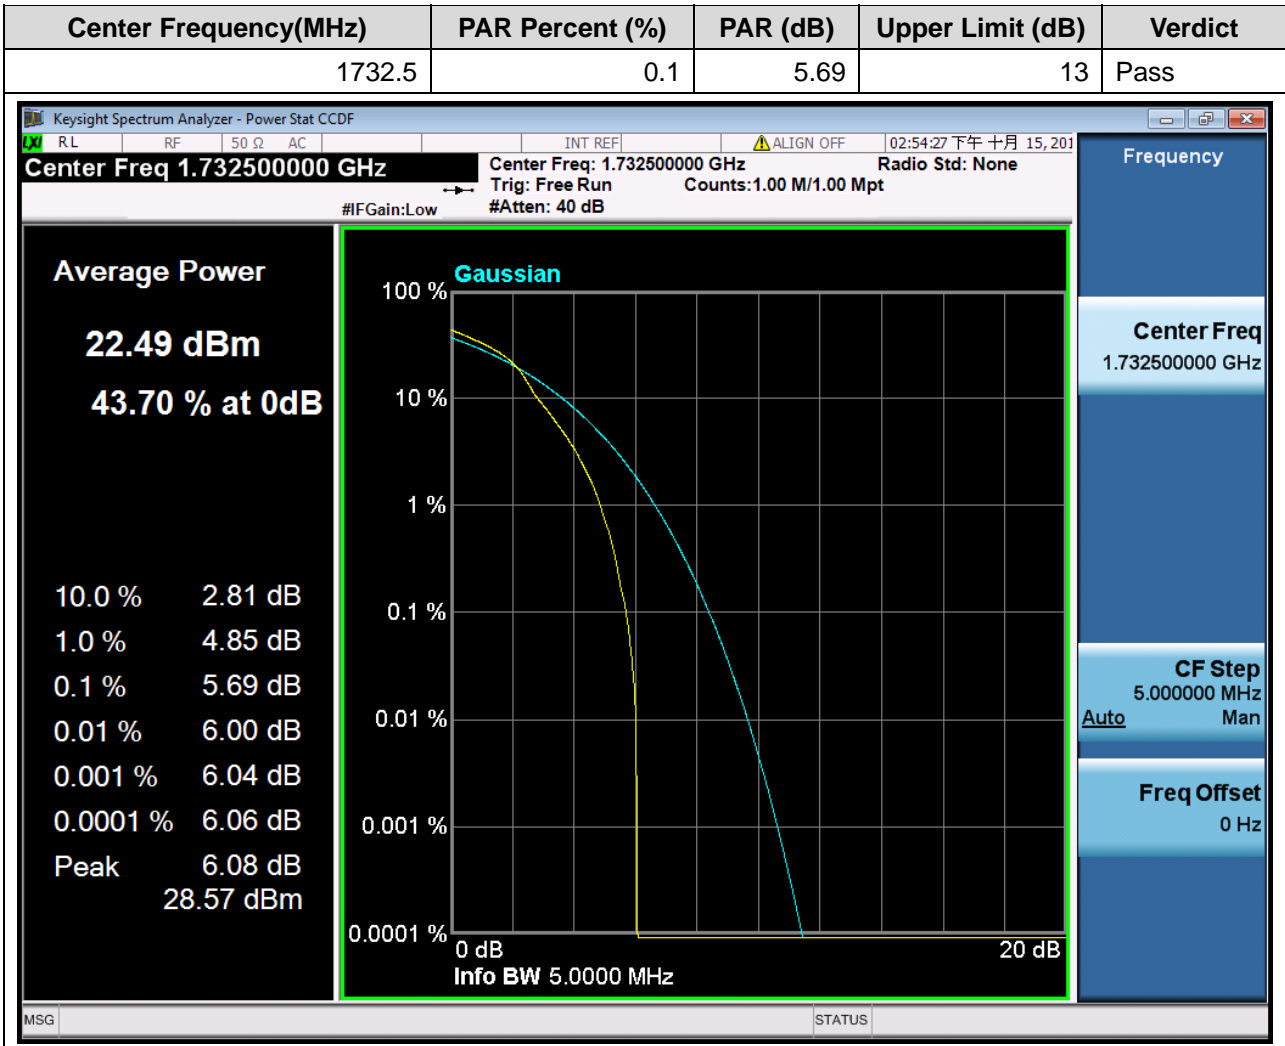 Center Frequency(MHz) PAR Percent (%) PAR (dB) Upper Limit (dB) Verdict
1732.5 0.1 5.69 13 Pass
Keysight Spectrum Analyzer - Power Stat CCDF
LXI RL RF 50 Ω AC INT REF ALIGN OFF 02:54:27 下午 十月 15, 201
Center Freq 1.732500000 GHz
Center Freq: 1.732500000 GHz Radio Std: None
Trig: Free Run Counts:1.00 M/1.00 Mpt
#IFGain:Low #Atten: 40 dB
Average Power
22.49 dBm
43.70 % at 0dB
10.0 % 2.81 dB
1.0 % 4.85 dB
0.1 % 5.69 dB
0.01 % 6.00 dB
0.001 % 6.04 dB
0.0001 % 6.06 dB
Peak 6.08 dB
28.57 dBm
Gaussian
100 %
10 %
1 %
0.1 %
0.01 %
0.001 %
0.0001 %
0 dB 20 dB
Info BW 5.0000 MHz
Frequency
Center Freq
1.732500000 GHz
CF Step
5.000000 MHz
Auto Man
Freq Offset
0 Hz
MSG STATUS